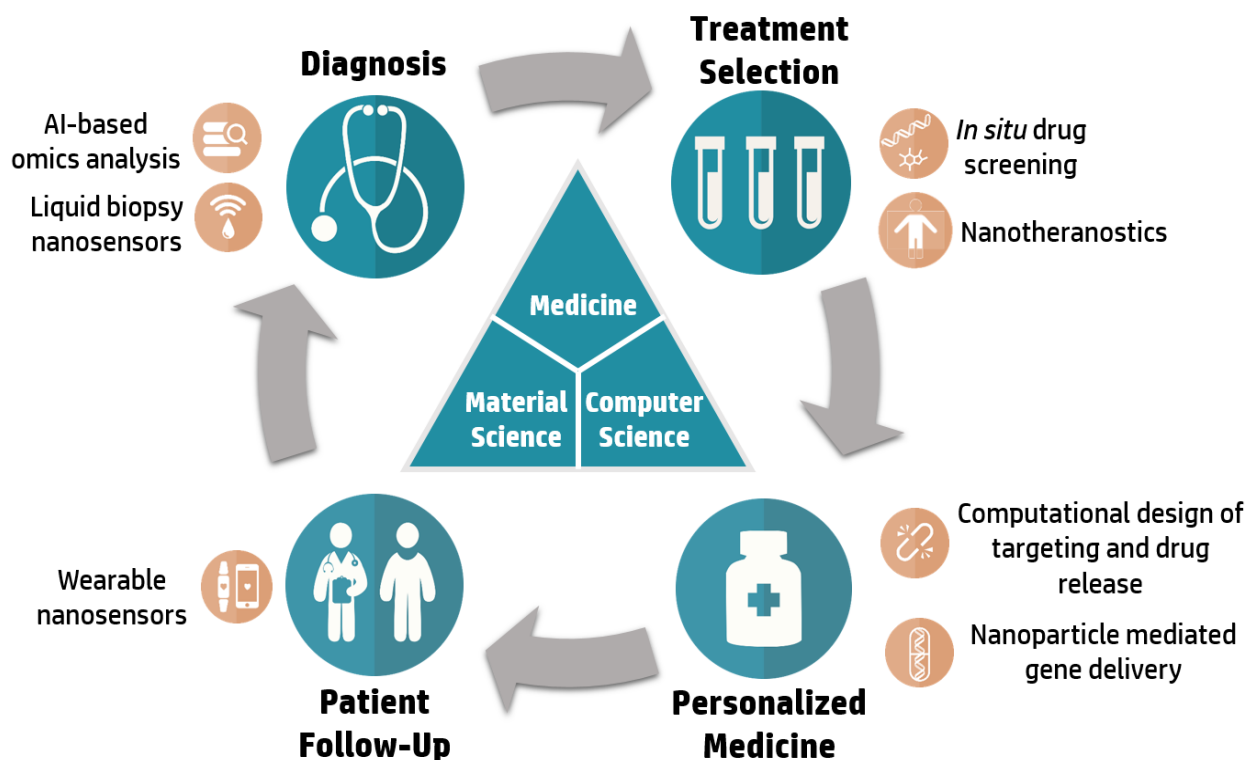 Diagnosis
AI-based
omics analysis
Liquid biopsy
nanosensors
Treatment
Selection
In situ drug
screening
Nanotheranostics
Medicine
Material
Science
Computer
Science
Computational design of
targeting and drug
release
Nanoparticle mediated
gene delivery
Personalized
Medicine
Wearable
nanosensors
Patient
Follow-Up